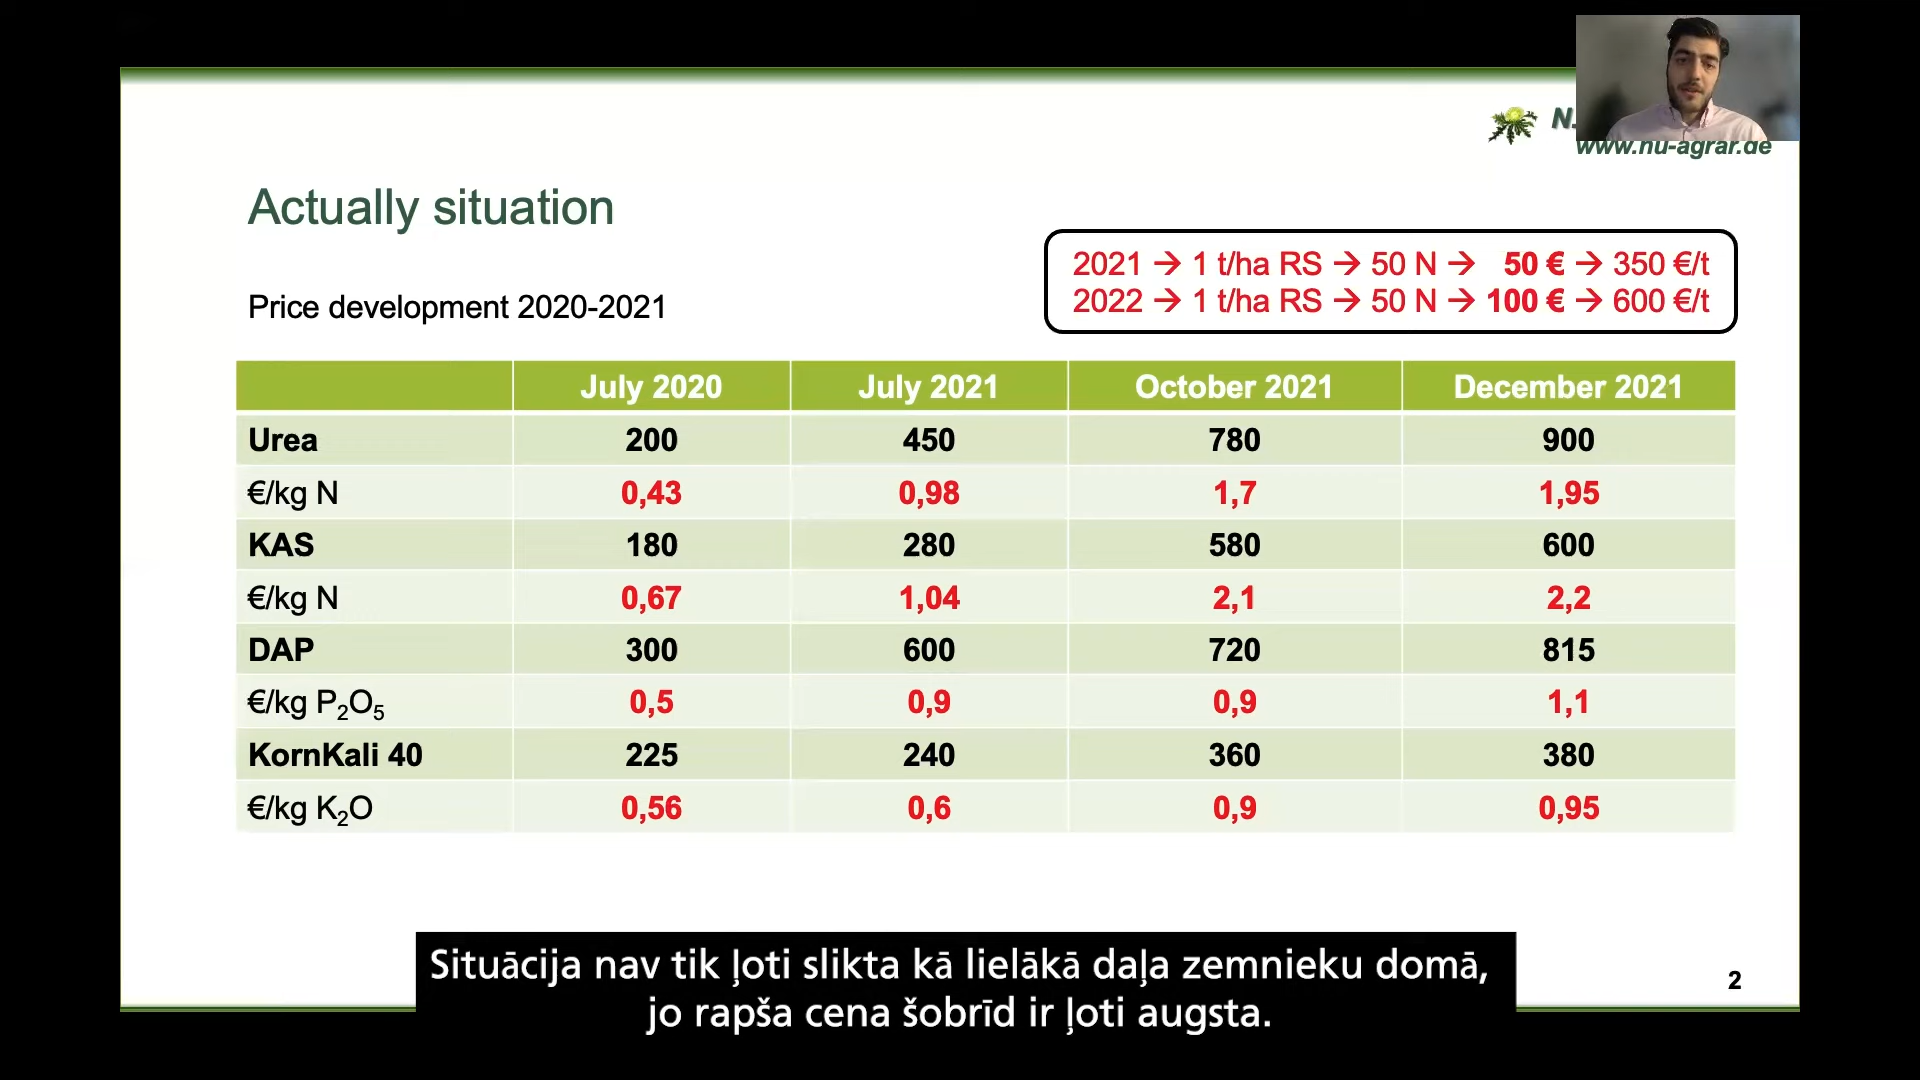 N.
www.nu-agrar.de
Actually situation
2021 → 1 t/ha RS → 50 N → 50 € → 350 €/t
2022 → 1 t/ha RS → 50 N → 100 € → 600 €/t
Price development 2020-2021
July 2020 July 2021 October 2021 December 2021
Urea 200 450 780 900
€/kg N 0,43 0,98 1,7 1,95
KAS 180 280 580 600
€/kg N 0,67 1,04 2,1 2,2
DAP 300 600 720 815
€/kg P₂O₅ 0,5 0,9 0,9 1,1
KornKali 40 225 240 360 380
€/kg K₂O 0,56 0,6 0,9 0,95
Situācija nav tik ļoti slikta kā lielākā daļa zemnieku domā,
jo rapša cena šobrīd ir ļoti augsta.
2